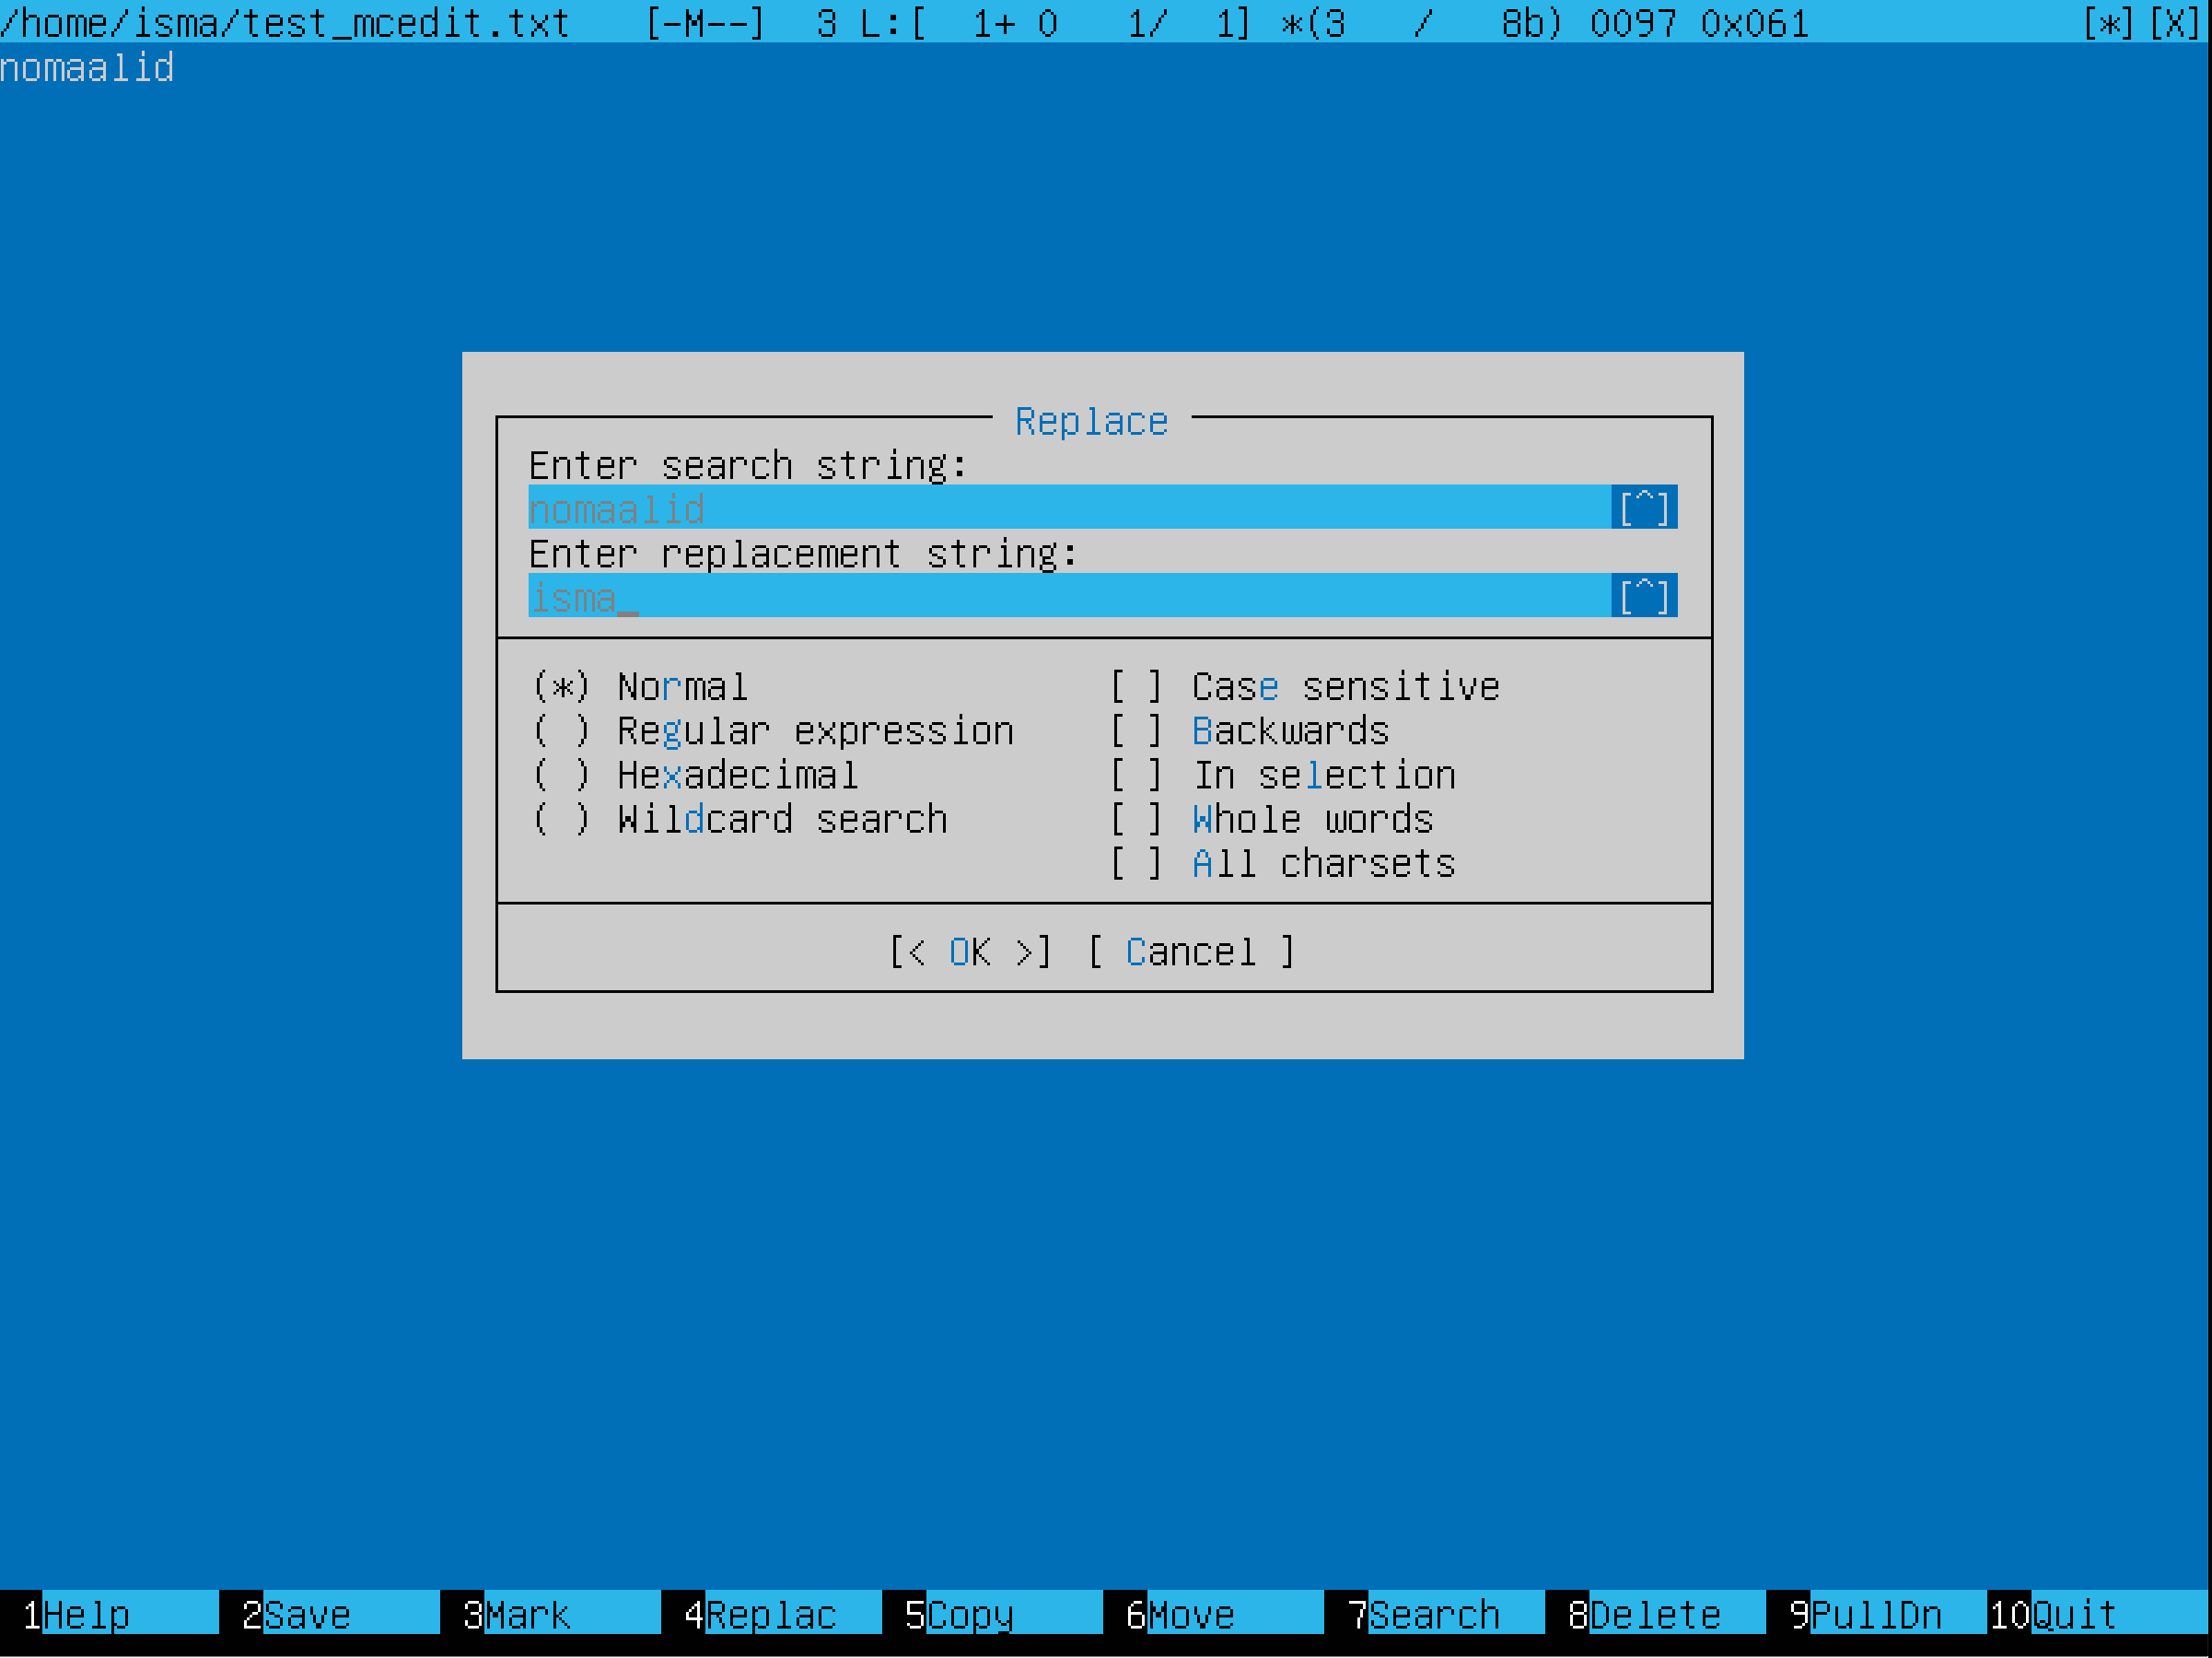 /home/isma/test_mcedit.txt [-M--] 3 L:[ 1+ 0 1/ 1] *(3 / 8b) 0097 0x061 [*][X]
nomaalid
Replace
Enter search string:
nomaalid [^]
Enter replacement string:
isma_ [^]
(*) Normal [ ] Case sensitive
( ) Regular expression [ ] Backwards
( ) Hexadecimal [ ] In selection
( ) Wildcard search [ ] Whole words
[ ] All charsets
[< OK >] [ Cancel ]
1Help 2Save 3Mark 4Replac 5Copy 6Move 7Search 8Delete 9PullDn 10Quit